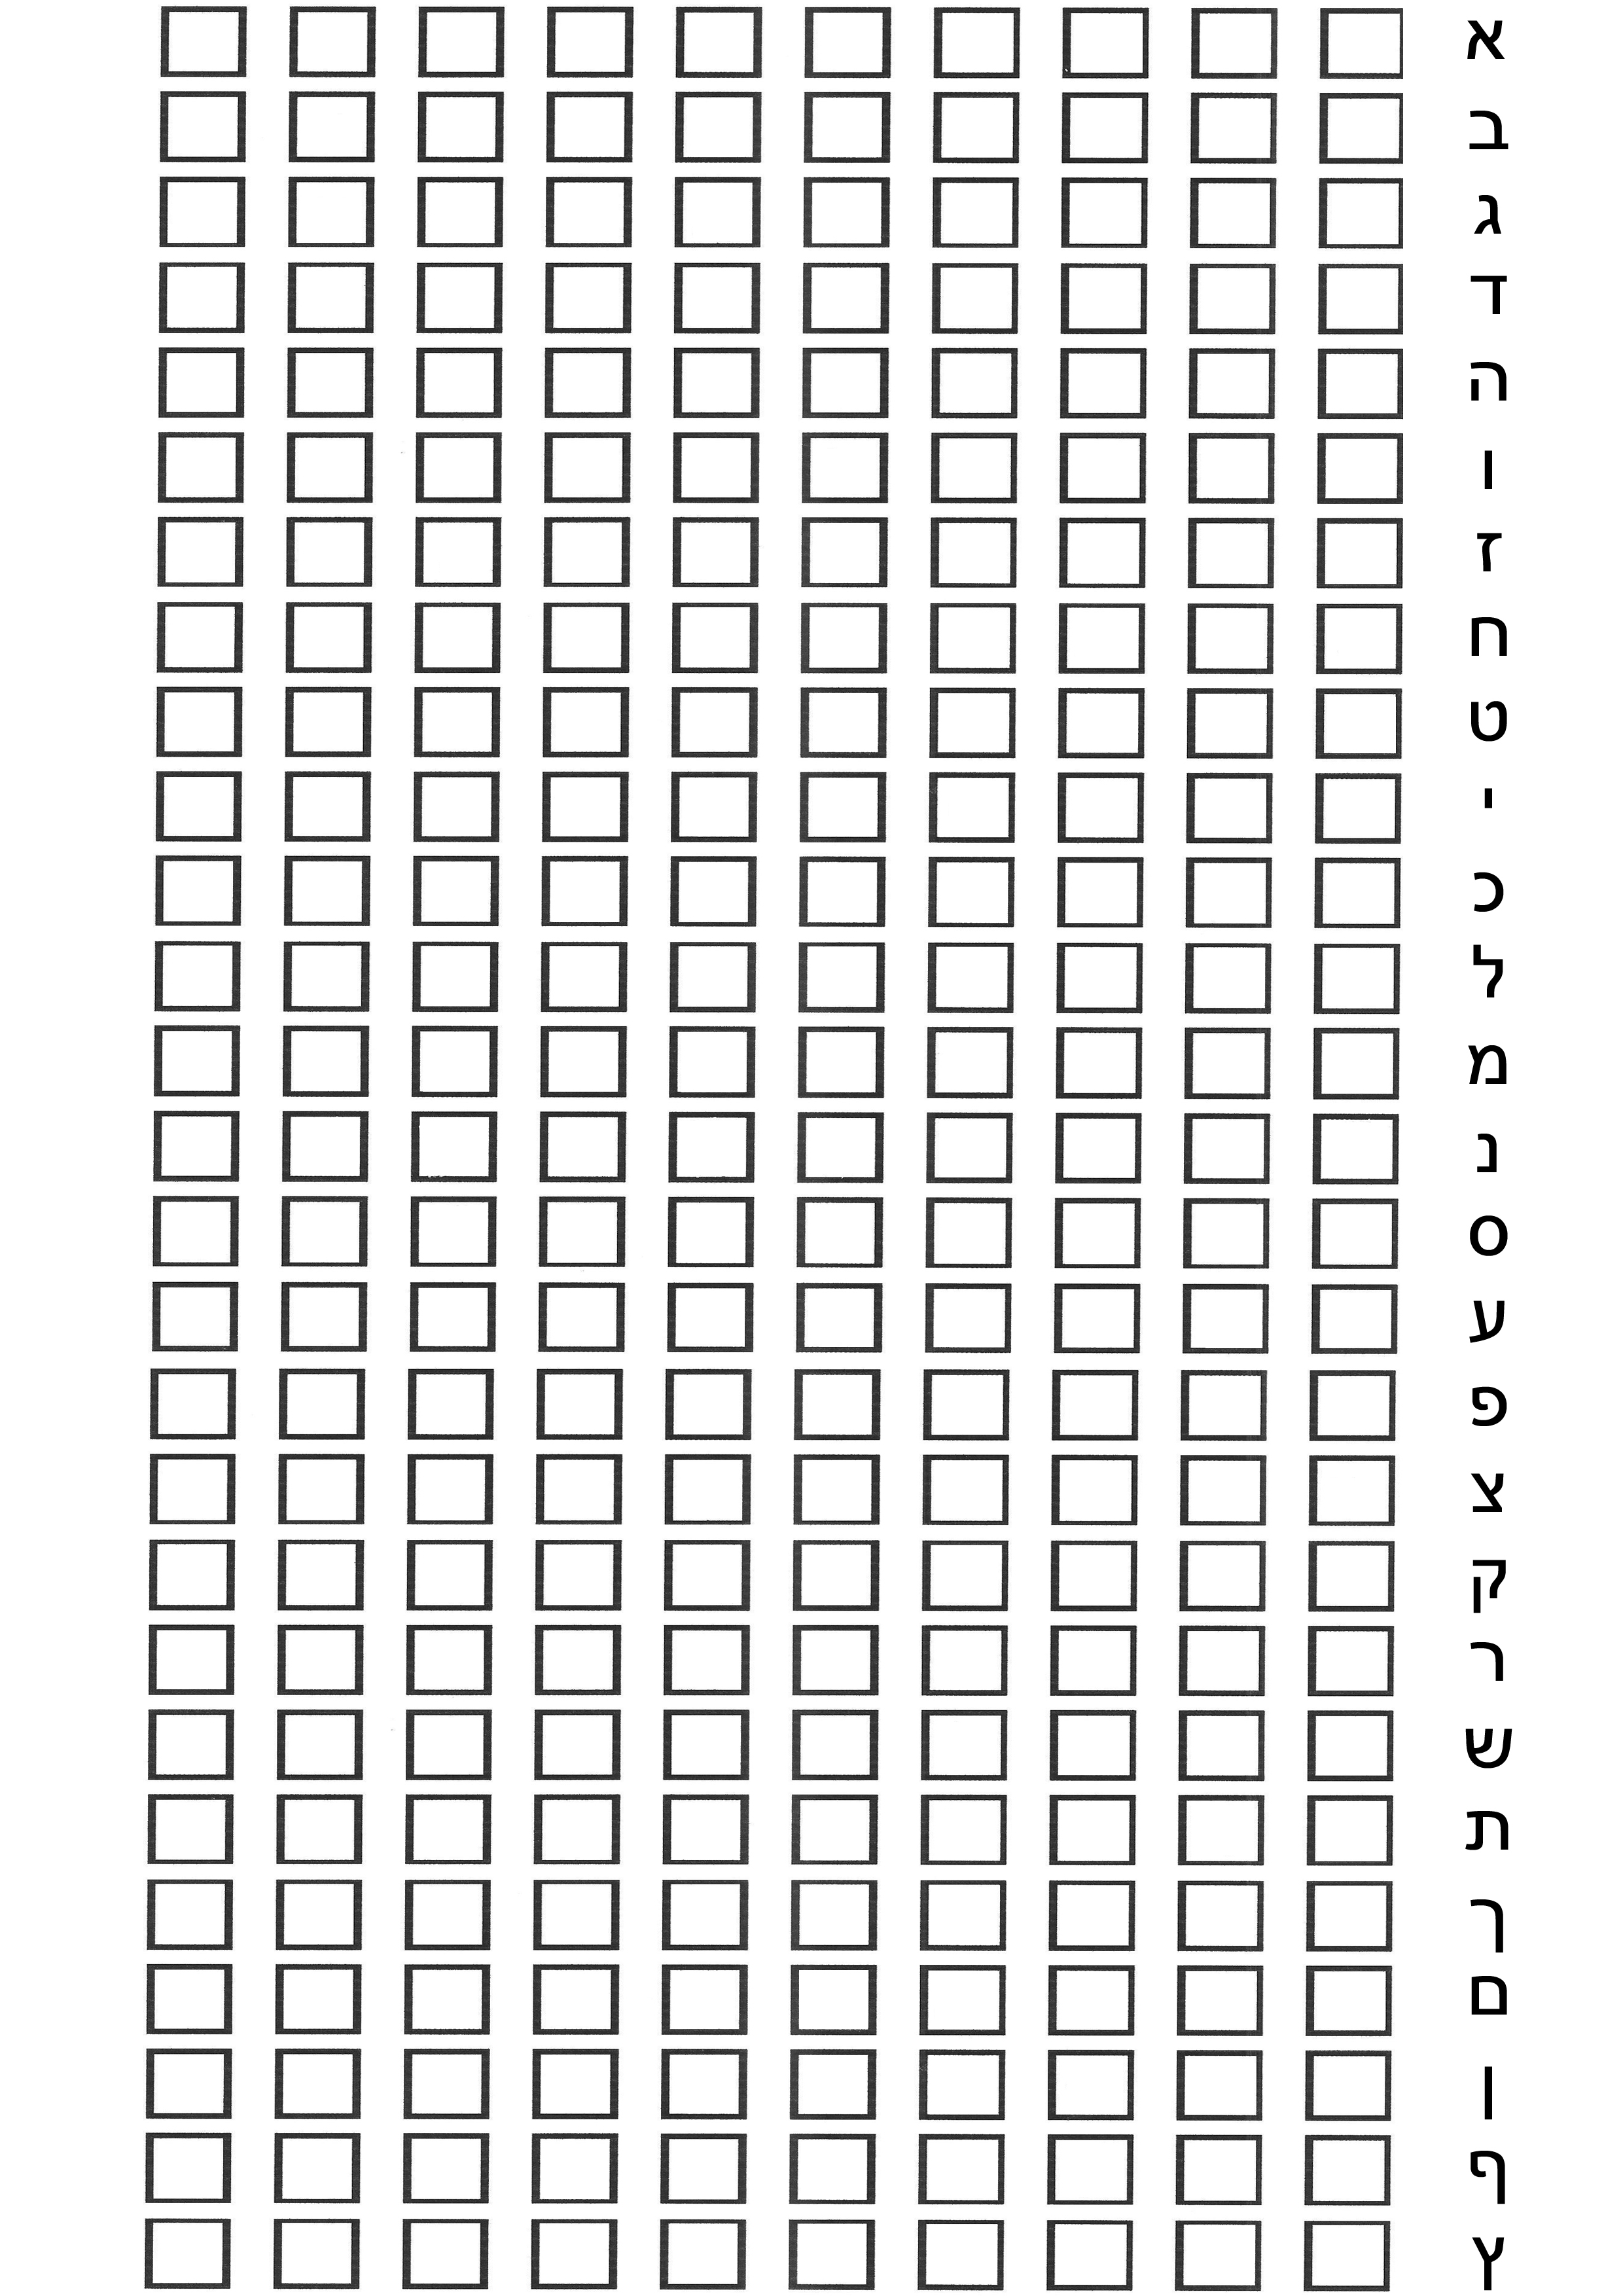 א
ב
ג
ד
ה
ו
ז
ח
ט
י
כ
ל
מ
נ
ס
ע
פ
צ
ק
ר
ש
ת
ך
ם
ן
ף
ץ